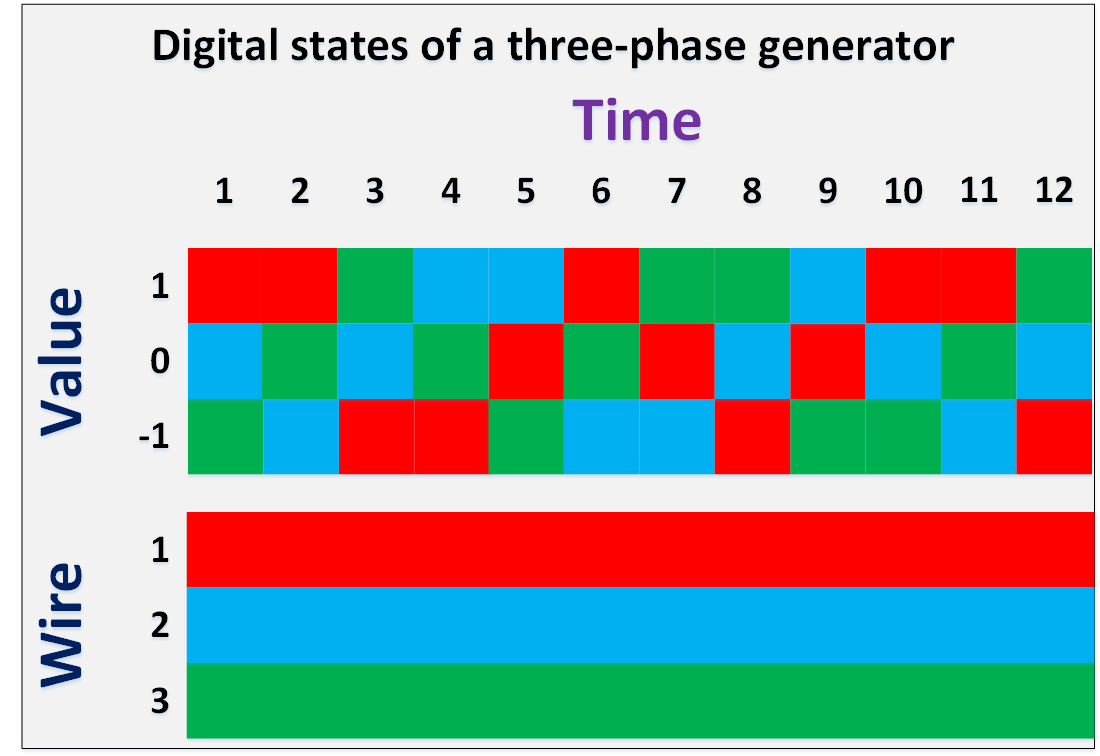 Digital states of a three-phase generator
Time
1 2 3 4 5 6 7 8 9 10 11 12
Value
1
0
-1
Wire
1
2
3